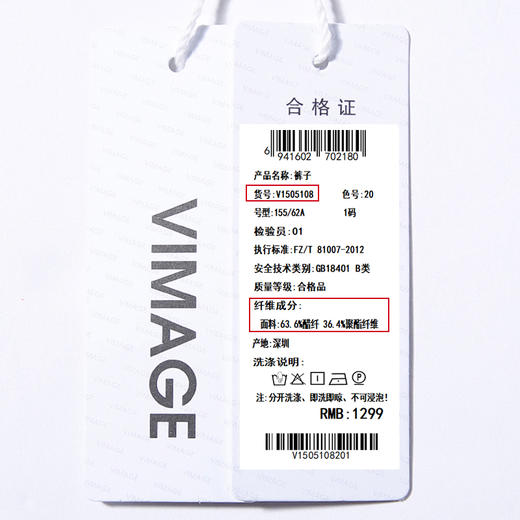 VIMAGE
合格证
6 941602 702180
产品名称:裤子
货号:V1505108 色号:20
号型:155/62A 1码
检验员:01
执行标准:FZ/T 81007-2012
安全技术类别:GB18401 B类
质量等级:合格品
纤维成分:
面料:63.6%醋纤 36.4%聚酯纤维
产地:深圳
洗涤说明:
注:分开洗涤、即洗即晾、不可浸泡!
RMB:1299
V1505108201